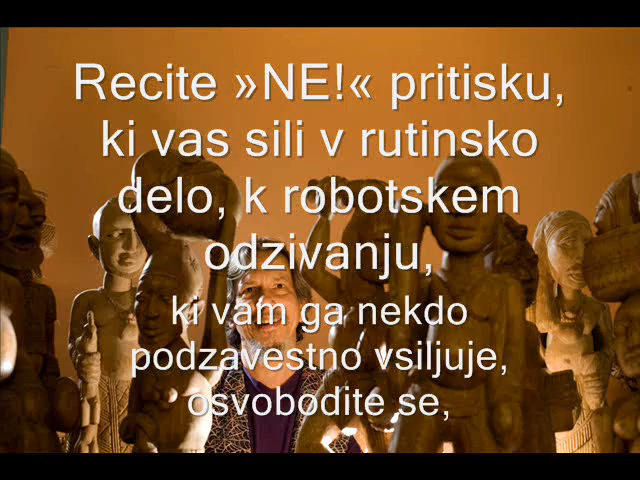 Recite »NE!« pritisku,
ki vas sili v rutinsko
delo, k robotskem
odzivanju,
ki vam ga nekdo
podzavestno vsiljuje,
osvobodite se,